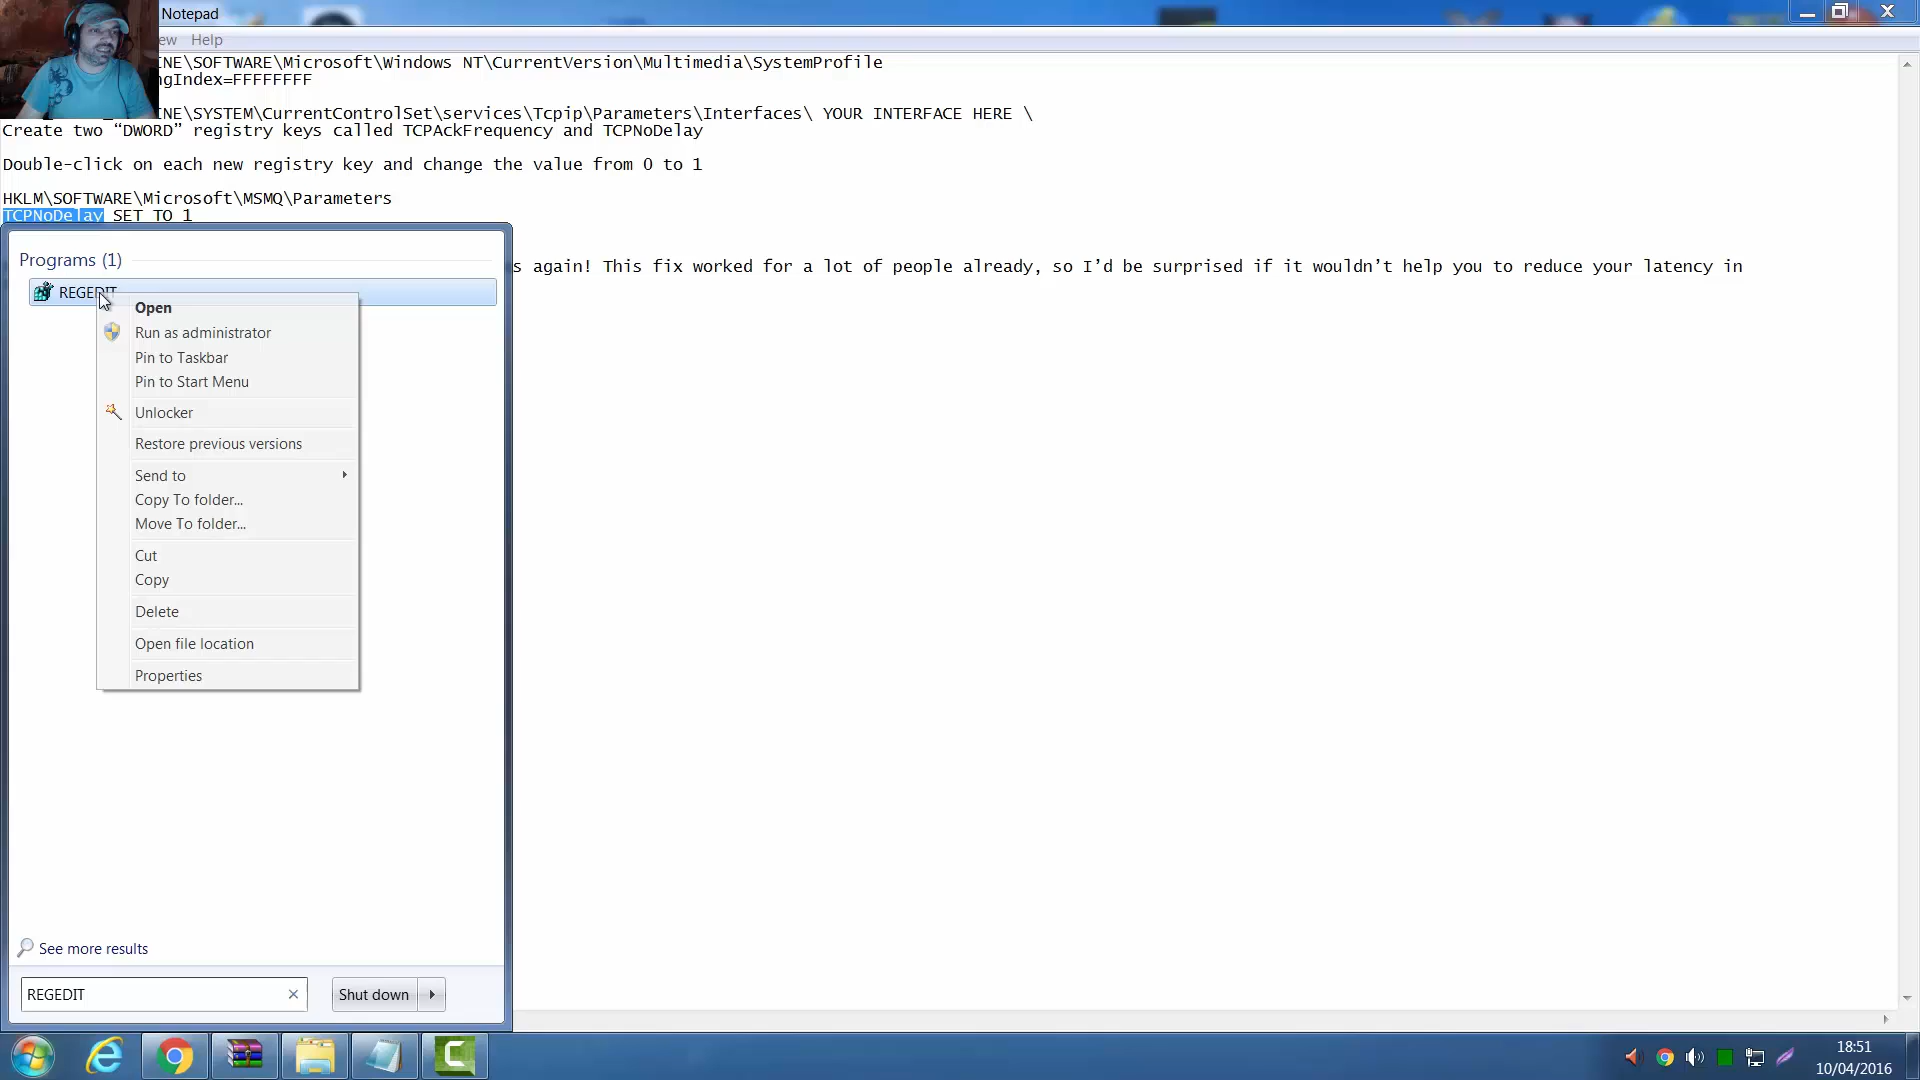 Notepad
ew Help
NE\SOFTWARE\Microsoft\Windows NT\CurrentVersion\Multimedia\SystemProfile
ngIndex=FFFFFFFF
NE\SYSTEM\CurrentControlSet\services\Tcpip\Parameters\Interfaces\ YOUR INTERFACE HERE \
Create two “DWORD” registry keys called TCPAckFrequency and TCPNoDelay
Double-click on each new registry key and change the value from 0 to 1
HKLM\SOFTWARE\Microsoft\MSMQ\Parameters
TCPNoDelay SET TO 1
s again! This fix worked for a lot of people already, so I’d be surprised if it wouldn’t help you to reduce your latency in
Programs (1)
REGEDIT
Open
Run as administrator
Pin to Taskbar
Pin to Start Menu
Unlocker
Restore previous versions
Send to
Copy To folder...
Move To folder...
Cut
Copy
Delete
Open file location
Properties
See more results
REGEDIT
Shut down
18:51
10/04/2016